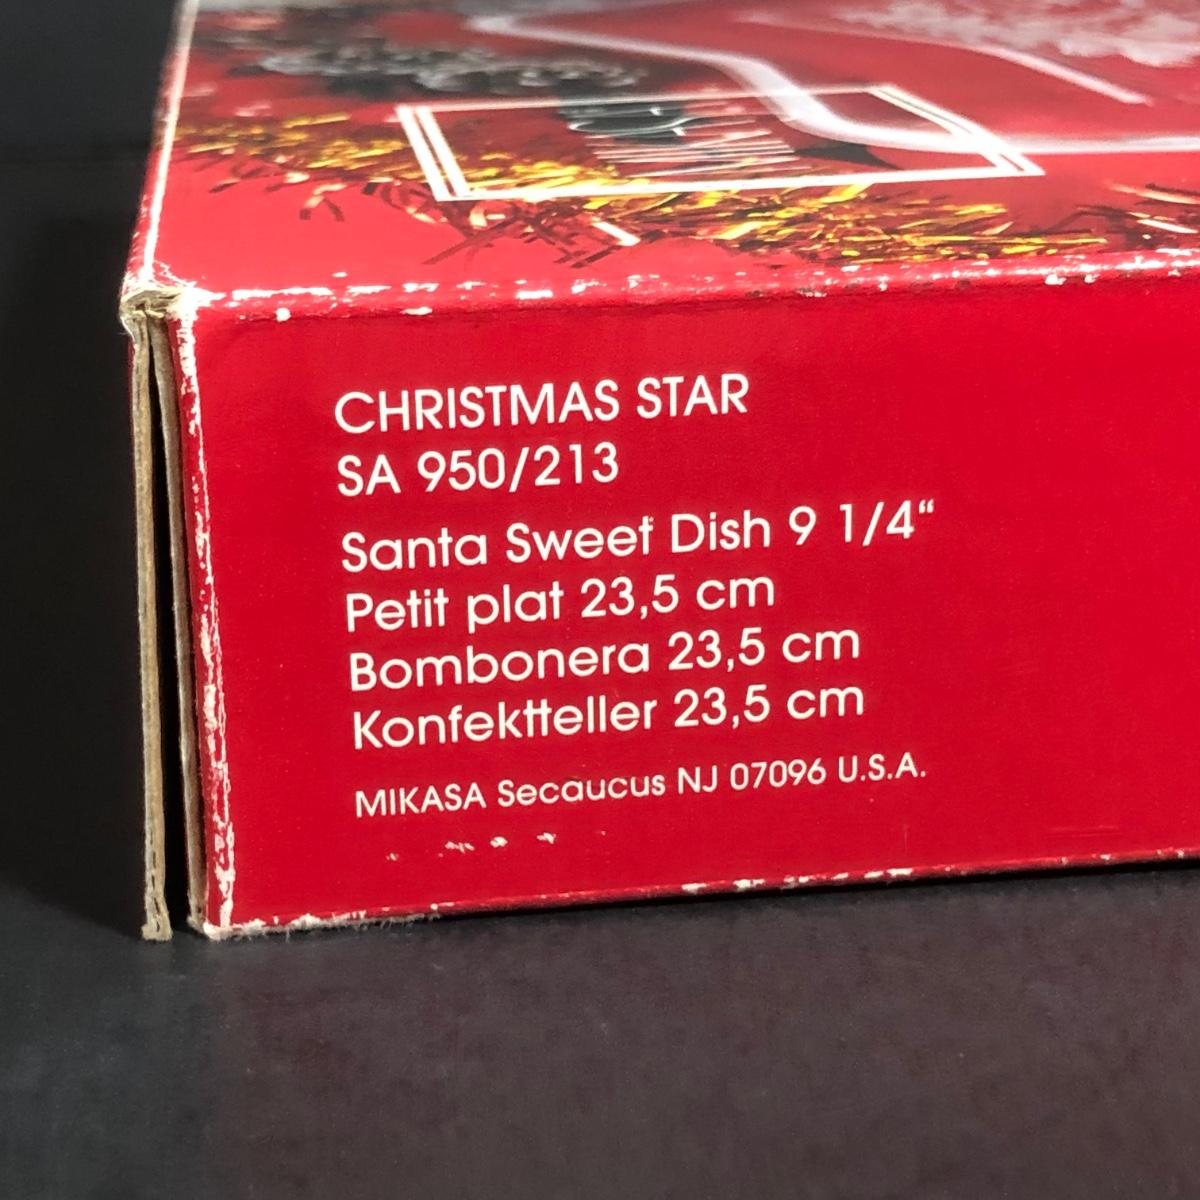 CHRISTMAS STAR
SA 950/213
Santa Sweet Dish 9 1/4“
Petit plat 23,5 cm
Bombonera 23,5 cm
Konfektteller 23,5 cm
MIKASA Secaucus NJ 07096 U.S.A.